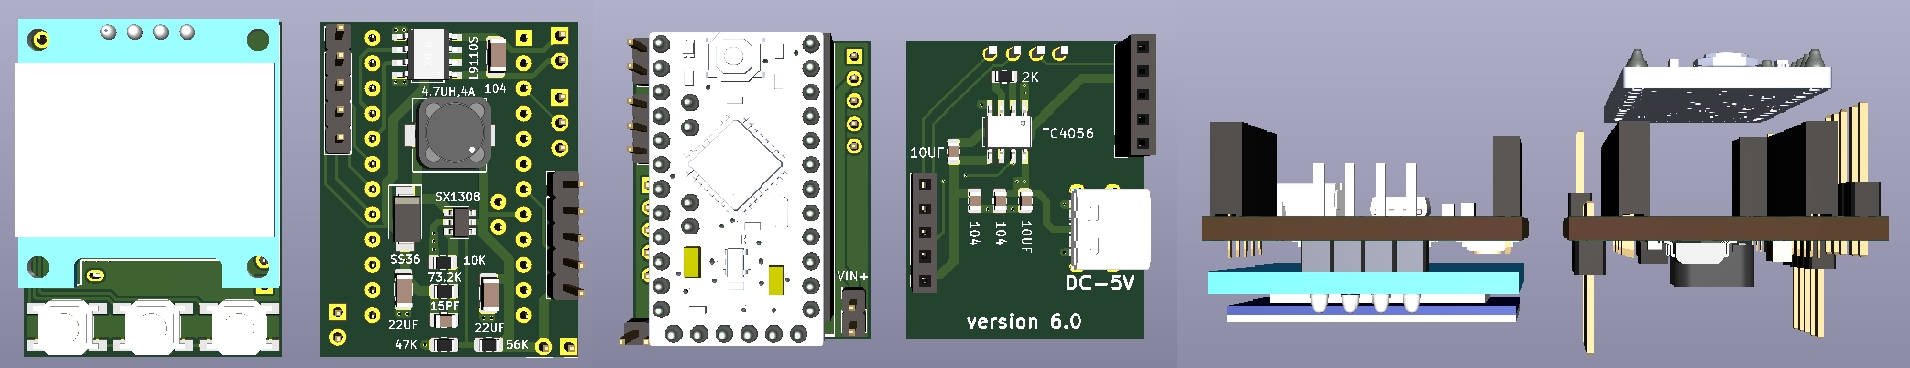 L9110S
4.7UH,4A
104
SX1308
SS36
10K
73.2K
15PF
22UF
22UF
47K
56K
VIN+
2K
TC4056
10UF
104
104
10UF
DC-5V
version 6.0